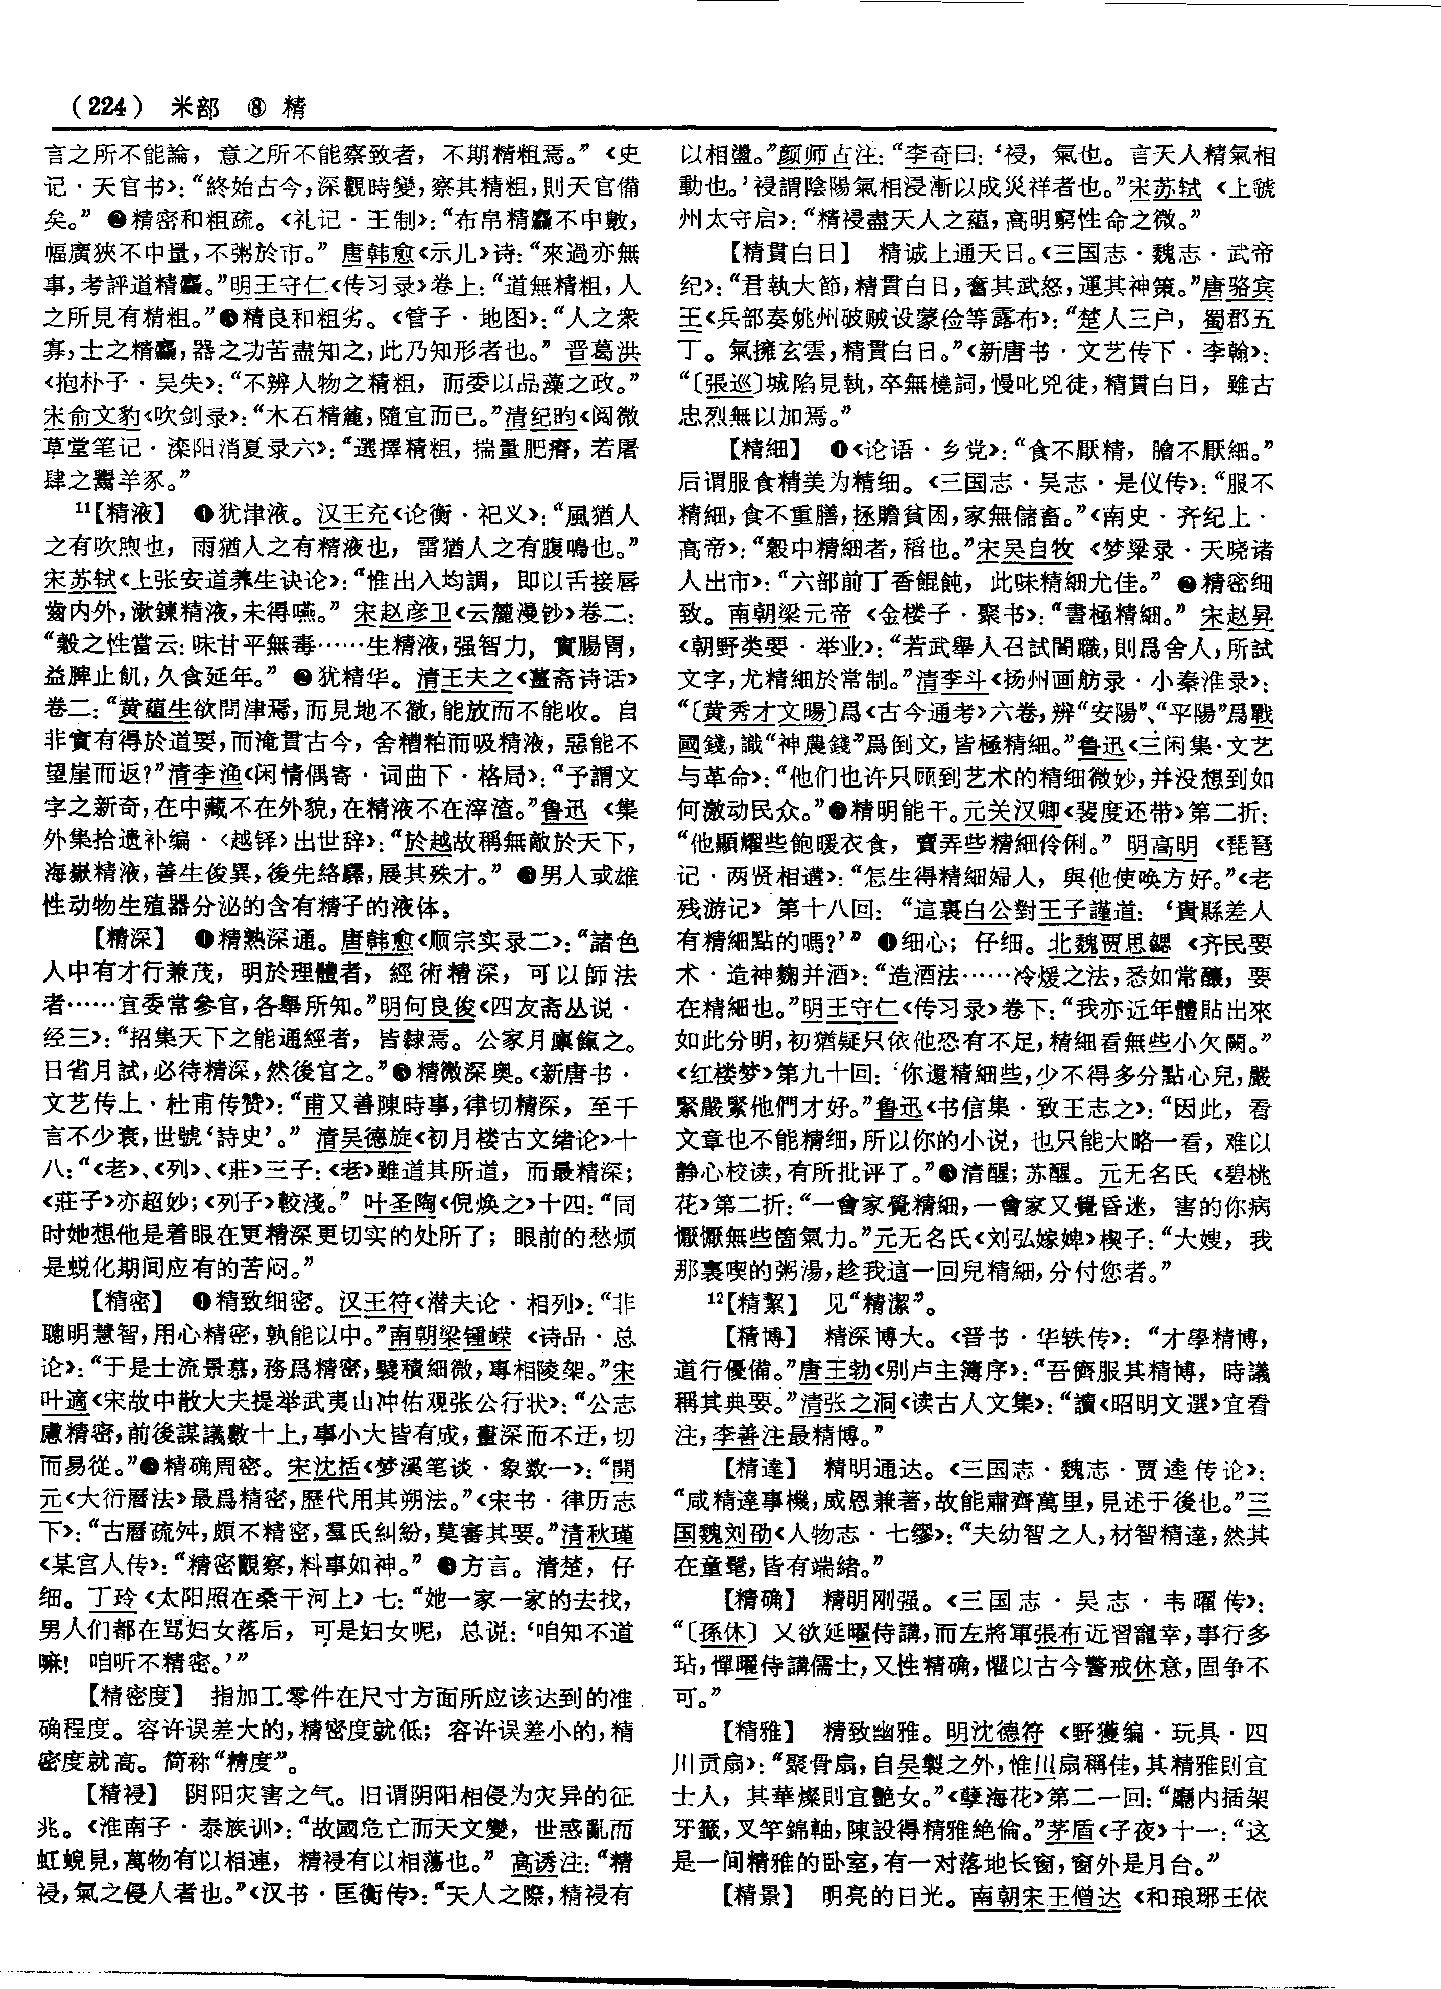 （224） 米部 ⑧ 精
言之所不能論，意之所不能察致者，不期精粗焉。”《史
记·天官书》：“終始古今，深觀時變，察其精粗，則天官備
矣。” ❷精密和粗疏。《礼记·王制》：“布帛精麤不中數，
幅廣狹不中量，不粥於市。” 唐韩愈《示儿》诗：“來過亦無
事，考評道精麤。”明王守仁《传习录》卷上：“道無精粗，人
之所見有精粗。”❸精良和粗劣。《管子·地图》：“人之衆
寡，士之精麤，器之功苦盡知之，此乃知形者也。” 晋葛洪
《抱朴子·吴失》：“不辨人物之精粗，而委以品藻之政。”
宋俞文豹《吹剑录》：“木石精麄，隨宜而已。”清纪昀《阅微
草堂笔记·滦阳消夏录六》：“選擇精粗，揣量肥瘠，若屠
肆之鬻羊豕。”
11【精液】 ❶犹津液。汉王充《论衡·祀义》：“風猶人
之有吹煦也，雨猶人之有精液也，雷猶人之有腹鳴也。”
宋苏轼《上张安道养生诀论》：“惟出入均調，即以舌接唇
齒内外，漱鍊精液，未得嚥。” 宋赵彦卫《云麓漫钞》卷二：
“穀之性當云：味甘平無毒……生精液，强智力，實腸胃，
益脾止飢，久食延年。” ❷犹精华。清王夫之《薑斋诗话》
卷二：“黄藴生欲問津焉，而見地不徹，能放而不能收。自
非實有得於道要，而淹貫古今，舍糟粕而吸精液，惡能不
望崖而返？”清李渔《闲情偶寄·词曲下·格局》：“予謂文
字之新奇，在中藏不在外貌，在精液不在滓渣。”鲁迅《集
外集拾遗补编·〈越铎〉出世辞》：“於越故稱無敵於天下，
海嶽精液，善生俊異，後先絡驛，展其殊才。” ❸男人或雄
性动物生殖器分泌的含有精子的液体。
【精深】 ❶精熟深通。唐韩愈《顺宗实录二》：“諸色
人中有才行兼茂，明於理體者，經術精深，可以師法
者……宜委常參官，各舉所知。”明何良俊《四友斋丛说·
经三》：“招集天下之能通經者，皆隸焉。公家月廪餼之。
日省月試，必待精深，然後官之。”❷精微深奥。《新唐书·
文艺传上·杜甫传赞》：“甫又善陳時事，律切精深，至千
言不少衰，世號‘詩史’。” 清吴德旋《初月楼古文绪论》十
八：“《老》、《列》、《莊》三子：《老》雖道其所道，而最精深；
《莊子》亦超妙；《列子》較淺。” 叶圣陶《倪焕之》十四：“同
时她想他是着眼在更精深更切实的处所了；眼前的愁烦
是蜕化期间应有的苦闷。”
【精密】 ❶精致细密。汉王符《潜夫论·相列》：“非
聰明慧智，用心精密，孰能以中。”南朝梁锺嵘《诗品·总
论》：“于是士流景慕，務爲精密，襞積細微，專相陵架。”宋
叶適《宋故中散大夫提举武夷山冲佑观张公行状》：“公志
慮精密，前後謀議數十上，事小大皆有成，畫深而不迂，切
而易從。”❷精确周密。宋沈括《梦溪笔谈·象数一》：“開
元《大衍曆法》最爲精密，歷代用其朔法。”《宋书·律历志
下》：“古曆疏舛，頗不精密，羣氏糾紛，莫審其要。”清秋瑾
《某宫人传》：“精密觀察，料事如神。” ❸方言。清楚，仔
细。丁玲《太阳照在桑干河上》七：“她一家一家的去找，
男人们都在骂妇女落后，可是妇女呢，总说：‘咱知不道
嘛！咱听不精密。’”
【精密度】 指加工零件在尺寸方面所应该达到的准
确程度。容许误差大的，精密度就低；容许误差小的，精
密度就高。简称“精度”。
【精祲】 阴阳灾害之气。旧谓阴阳相侵为灾异的征
兆。《淮南子·泰族训》：“故國危亡而天文變，世惑亂而
虹蜺見，萬物有以相連，精祲有以相蕩也。” 高诱注：“精
祲，氣之侵人者也。”《汉书·匡衡传》：“天人之際，精祲有
以相盪。”颜师古注：“李奇曰：‘祲，氣也。言天人精氣相
動也。’祲謂陰陽氣相浸漸以成災祥者也。”宋苏轼《上虢
州太守启》：“精祲盡天人之藴，高明窮性命之微。”
【精貫白日】 精诚上通天日。《三国志·魏志·武帝
纪》：“君執大節，精貫白日，奮其武怒，運其神策。”唐骆宾
王《兵部奏姚州破贼设蒙俭等露布》：“楚人三户，蜀郡五
丁。氣擁玄雲，精貫白日。”《新唐书·文艺传下·李翰》：
“〔張巡〕城陷見執，卒無橈詞，慢叱兇徒，精貫白日，雖古
忠烈無以加焉。”
【精細】 ❶《论语·乡党》：“食不厭精，膾不厭細。”
后谓服食精美为精细。《三国志·吴志·是仪传》：“服不
精細，食不重膳，拯贍貧困，家無儲畜。”《南史·齐纪上·
高帝》：“穀中精細者，稻也。”宋吴自牧《梦粱录·天晓诸
人出市》：“六部前丁香餛飩，此味精細尤佳。” ❷精密细
致。南朝梁元帝《金楼子·聚书》：“書極精細。” 宋赵昇
《朝野类要·举业》：“若武舉人召試閤職，則爲舍人，所試
文字，尤精細於常制。”清李斗《扬州画舫录·小秦淮录》：
“〔黄秀才文暘〕爲《古今通考》六卷，辨“安陽”、“平陽”爲戰
國錢，識“神農錢”爲倒文，皆極精細。”鲁迅《三闲集·文艺
与革命》：“他们也许只顾到艺术的精细微妙，并没想到如
何激动民众。”❸精明能干。元关汉卿《裴度还带》第二折：
“他顯耀些飽暖衣食，賣弄些精細伶俐。” 明高明《琵琶
记·两贤相遘》：“怎生得精細婦人，與他使唤方好。”《老
残游记》第十八回：“這裏白公對王子謹道：‘貴縣差人
有精細點的嗎？’” ❹细心；仔细。北魏贾思勰《齐民要
术·造神麴并酒》：“造酒法……冷煖之法，悉如常釀，要
在精細也。”明王守仁《传习录》卷下：“我亦近年體貼出來
如此分明，初猶疑只依他恐有不足，精細看無些小欠闕。”
《红楼梦》第九十回：‘你還精細些，少不得多分點心兒，嚴
緊嚴緊他們才好。”鲁迅《书信集·致王志之》：“因此，看
文章也不能精细，所以你的小说，也只能大略一看，难以
静心校读，有所批评了。”❺清醒；苏醒。元无名氏《碧桃
花》第二折：“一會家覺精細，一會家又覺昏迷，害的你病
懨懨無些箇氣力。”元无名氏《刘弘嫁婢》楔子：“大嫂，我
那裏喫的粥湯，趁我這一回兒精細，分付您者。”
12【精絜】 见“精潔”。
【精博】 精深博大。《晋书·华轶传》：“才學精博，
道行優備。”唐王勃《别卢主簿序》：“吾儕服其精博，時議
稱其典要。”清张之洞《读古人文集》：“讀《昭明文選》宜看
注，李善注最精博。”
【精達】 精明通达。《三国志·魏志·贾逵传论》：
“咸精達事機，威恩兼著，故能肅齊萬里，見述于後也。”三
国魏刘劭《人物志·七缪》：“夫幼智之人，材智精達，然其
在童髦，皆有端緒。”
【精确】 精明刚强。《三国志·吴志·韦曜传》：
“〔孫休〕又欲延曜侍講，而左將軍張布近習寵幸，事行多
玷，憚曜侍講儒士，又性精确，懼以古今警戒休意，固争不
可。”
【精雅】 精致幽雅。明沈德符《野獲编·玩具·四
川贡扇》：“聚骨扇，自吴製之外，惟川扇稱佳，其精雅則宜
士人，其華燦則宜艷女。”《孽海花》第二一回：“廳内插架
牙籤，叉竿錦軸，陳設得精雅絶倫。”茅盾《子夜》十一：“这
是一间精雅的卧室，有一对落地长窗，窗外是月台。”
【精景】 明亮的日光。南朝宋王僧达《和琅琊王依